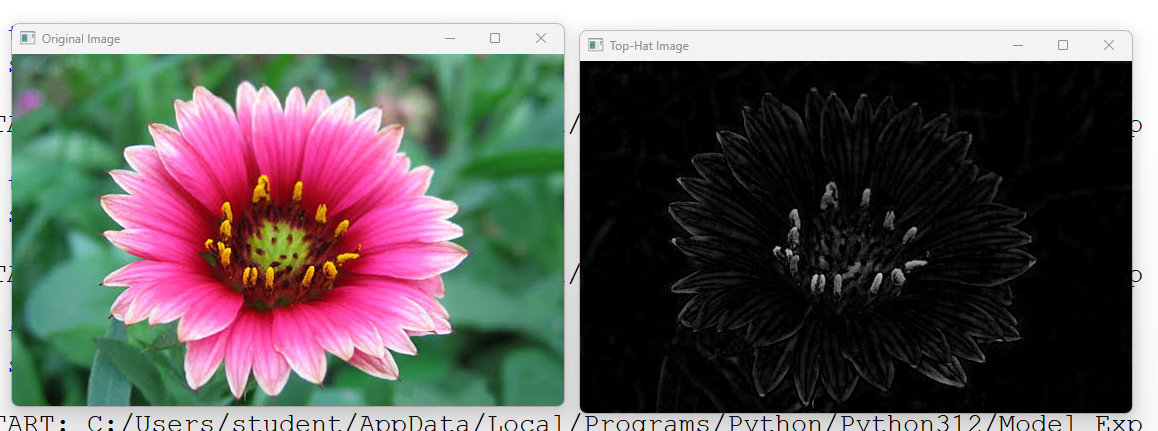 Original Image
Top-Hat Image
TART: C:/Users/student/AppData/Local/Programs/Python/Python312/Model Exp